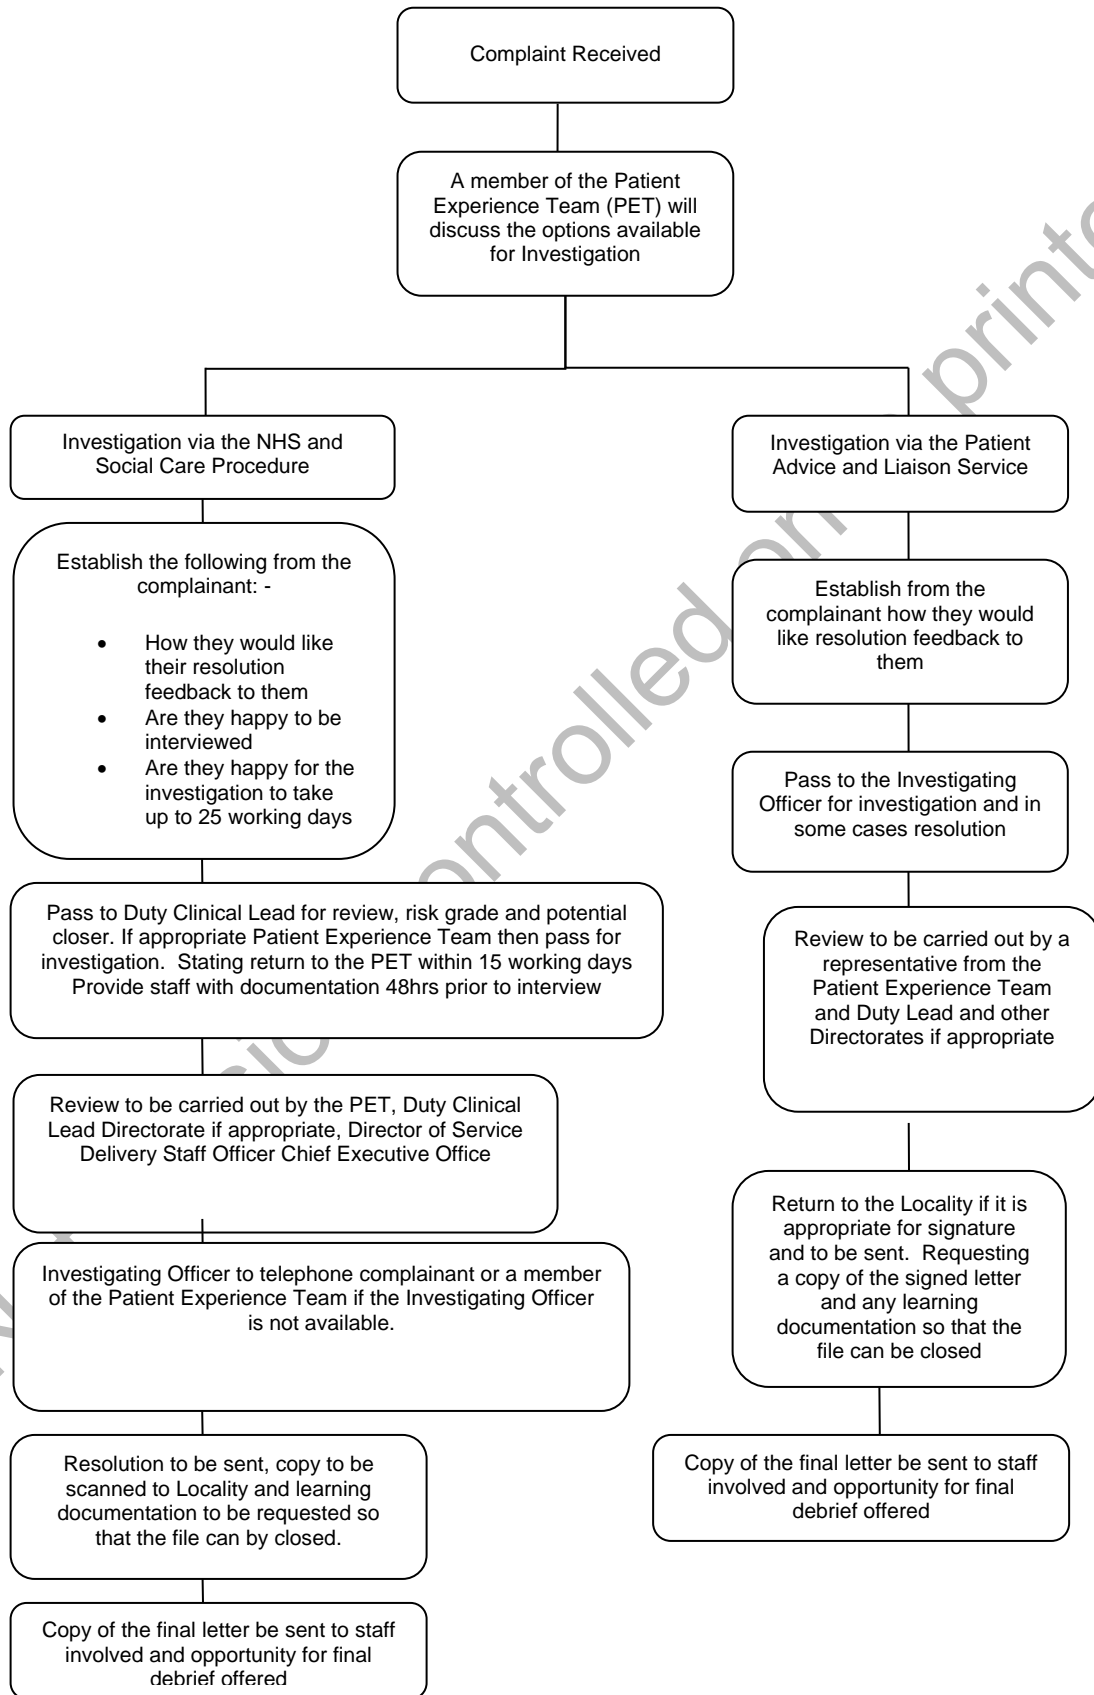 Complaint Received
A member of the Patient
Experience Team (PET) will
discuss the options available
for Investigation
Investigation via the NHS and
Social Care Procedure
Establish the following from the
complainant: -
• How they would like
their resolution
feedback to them
• Are they happy to be
interviewed
• Are they happy for the
investigation to take
up to 25 working days
Pass to Duty Clinical Lead for review, risk grade and potential
closer. If appropriate Patient Experience Team then pass for
investigation. Stating return to the PET within 15 working days
Provide staff with documentation 48hrs prior to interview
Review to be carried out by the PET, Duty Clinical
Lead Directorate if appropriate, Director of Service
Delivery Staff Officer Chief Executive Office
Investigating Officer to telephone complainant or a member
of the Patient Experience Team if the Investigating Officer
is not available.
Resolution to be sent, copy to be
scanned to Locality and learning
documentation to be requested so
that the file can by closed.
Copy of the final letter be sent to staff
involved and opportunity for final
debrief offered
Investigation via the Patient
Advice and Liaison Service
Establish from the
complainant how they would
like resolution feedback to
them
Pass to the Investigating
Officer for investigation and in
some cases resolution
Review to be carried out by a
representative from the
Patient Experience Team
and Duty Lead and other
Directorates if appropriate
Return to the Locality if it is
appropriate for signature
and to be sent. Requesting
a copy of the signed letter
and any learning
documentation so that the
file can be closed
Copy of the final letter be sent to staff
involved and opportunity for final
debrief offered